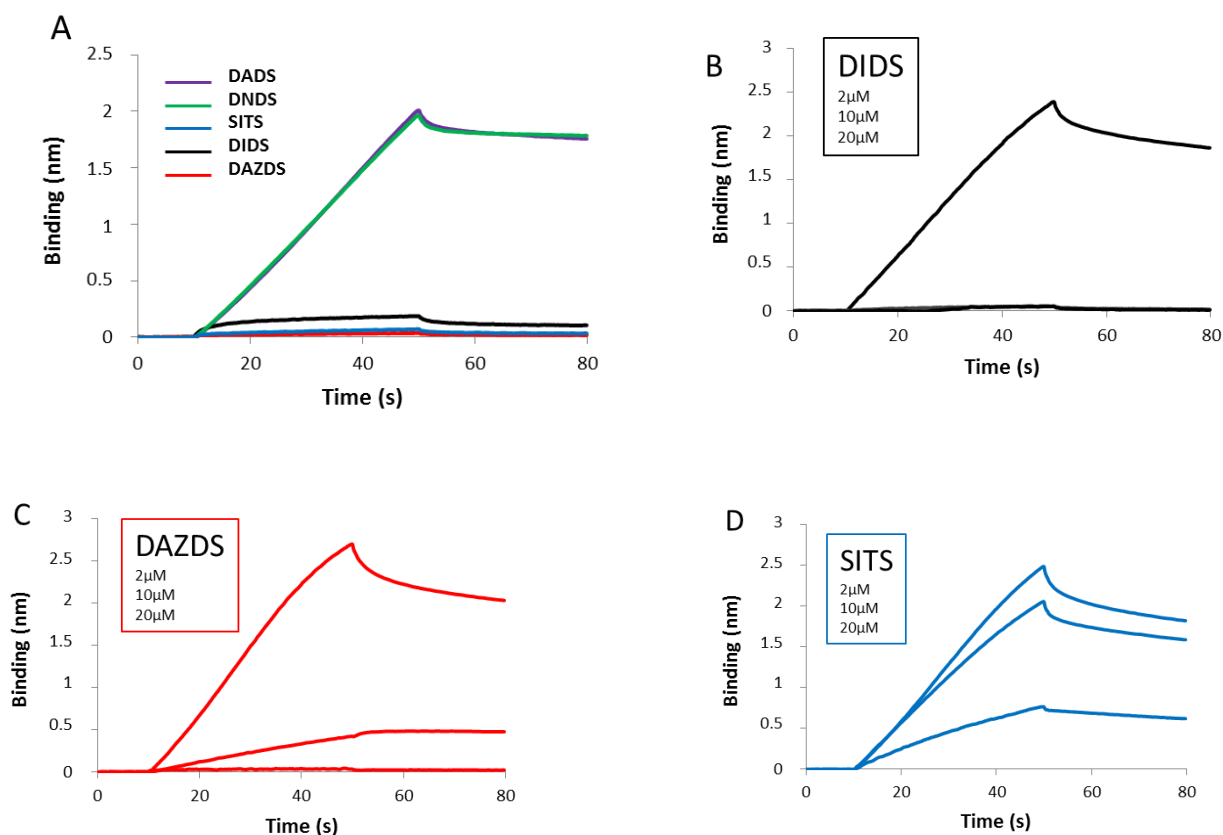 A
2.5
2
1.5
1
0.5
0
Binding (nm)
DADS
DNDS
SITS
DIDS
DAZDS
0 20 40 60 80
Time (s)
B
3
2.5
2
1.5
1
0.5
0
Binding (nm)
DIDS
2µM
10µM
20µM
0 20 40 60 80
Time (s)
C
3
2.5
2
1.5
1
0.5
0
Binding (nm)
DAZDS
2µM
10µM
20µM
0 20 40 60 80
Time (s)
D
3
2.5
2
1.5
1
0.5
0
Binding (nm)
SITS
2µM
10µM
20µM
0 20 40 60 80
Time (s)